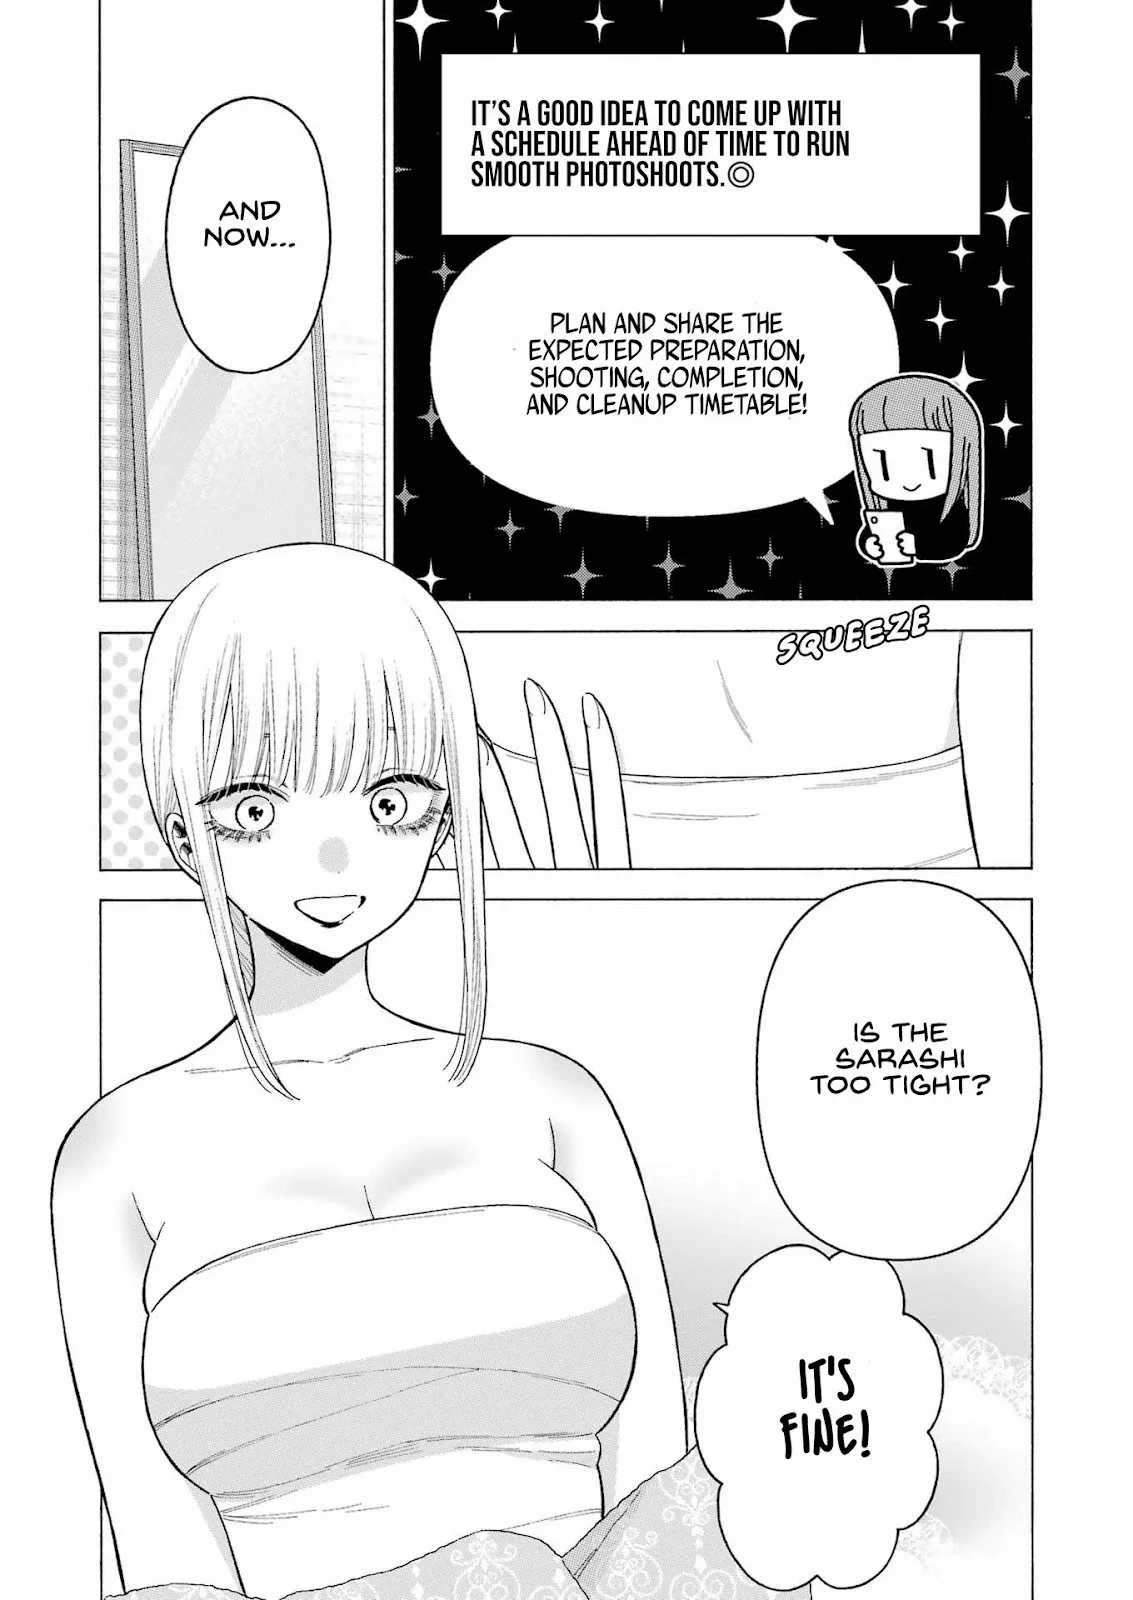 IT'S A GOOD IDEA TO COME UP WITH
A SCHEDULE AHEAD OF TIME TO RUN
SMOOTH PHOTOSHOOTS.◎
PLAN AND SHARE THE
EXPECTED PREPARATION,
SHOOTING, COMPLETION,
AND CLEANUP TIMETABLE!
AND
NOW...
SQUEEZE
IS THE
SARASHI
TOO TIGHT?
IT'S
FINE!